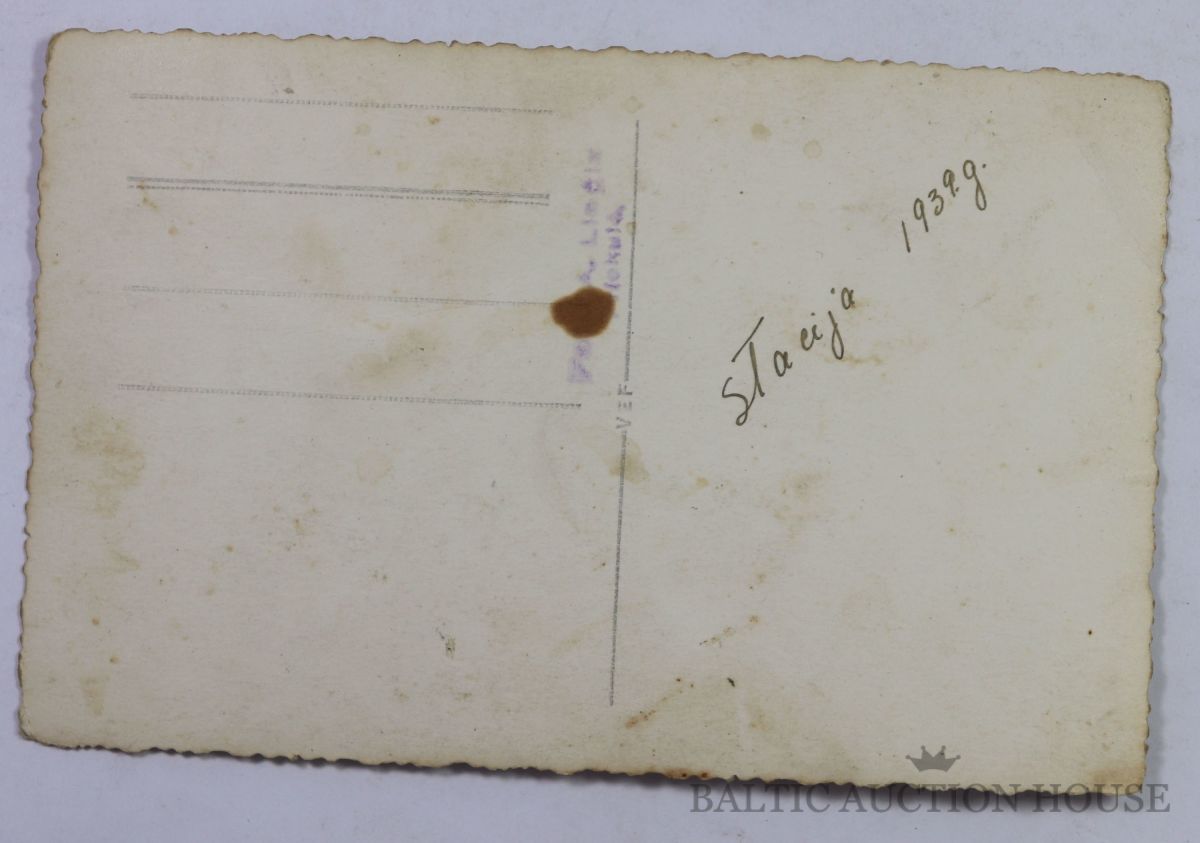 1939.g.
Stacija
VEF
BALTIC AUCTION HOUSE